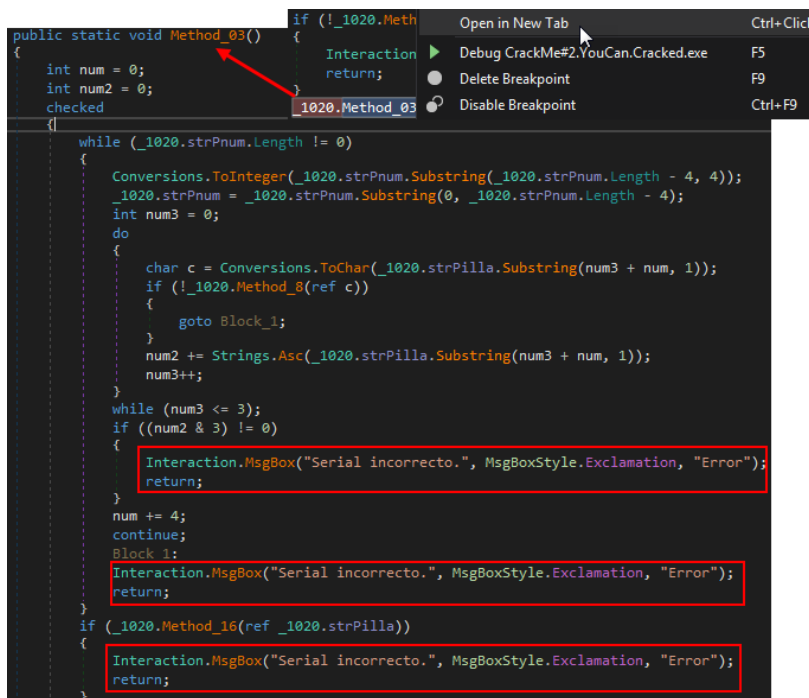 if (!_1020.Meth
{
Interaction
return;
}
_1020.Method_03
Open in New Tab Ctrl+Clic
Debug CrackMe#2.YouCan.Cracked.exe F5
Delete Breakpoint F9
Disable Breakpoint Ctrl+F9
public static void Method_03()
{
int num = 0;
int num2 = 0;
checked
{
while (_1020.strPnum.Length != 0)
{
Conversions.ToInteger(_1020.strPnum.Substring(_1020.strPnum.Length - 4, 4));
_1020.strPnum = _1020.strPnum.Substring(0, _1020.strPnum.Length - 4);
int num3 = 0;
do
{
char c = Conversions.ToChar(_1020.strPilla.Substring(num3 + num, 1));
if (!_1020.Method_8(ref c))
{
goto Block_1;
}
num2 += Strings.Asc(_1020.strPilla.Substring(num3 + num, 1));
num3++;
}
while (num3 <= 3);
if ((num2 & 3) != 0)
{
Interaction.MsgBox("Serial incorrecto.", MsgBoxStyle.Exclamation, "Error");
return;
}
num += 4;
continue;
Block_1:
Interaction.MsgBox("Serial incorrecto.", MsgBoxStyle.Exclamation, "Error");
return;
}
if (_1020.Method_16(ref _1020.strPilla))
{
Interaction.MsgBox("Serial incorrecto.", MsgBoxStyle.Exclamation, "Error");
return;
}